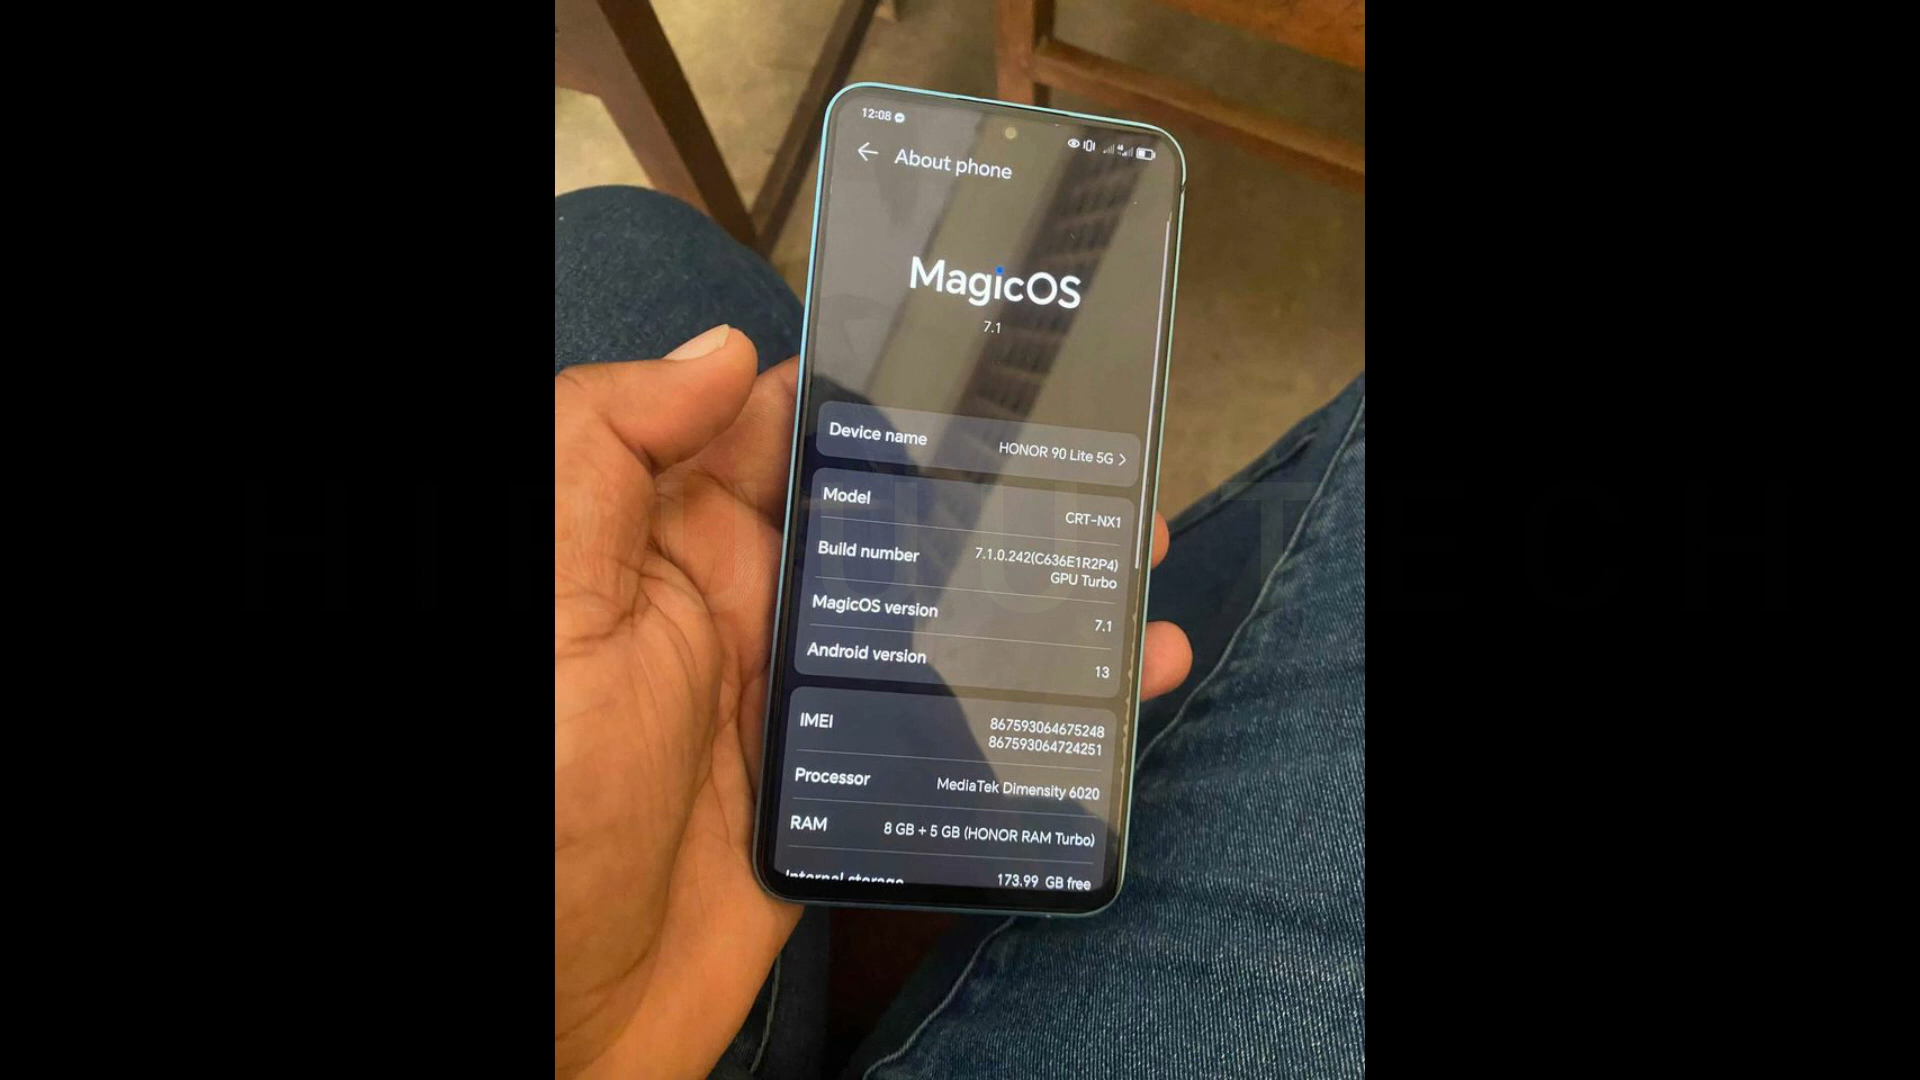 12:08
About phone
MagicOS
7.1
Device name
HONOR 90 Lite 5G
Model
CRT-NX1
Build number
7.1.0.242(C636E1R2P4)
GPU Turbo
MagicOS version
7.1
Android version
13
IMEI
867593064675248
867593064724251
Processor
MediaTek Dimensity 6020
RAM
8 GB + 5 GB (HONOR RAM Turbo)
Internal storage
173.99 GB free